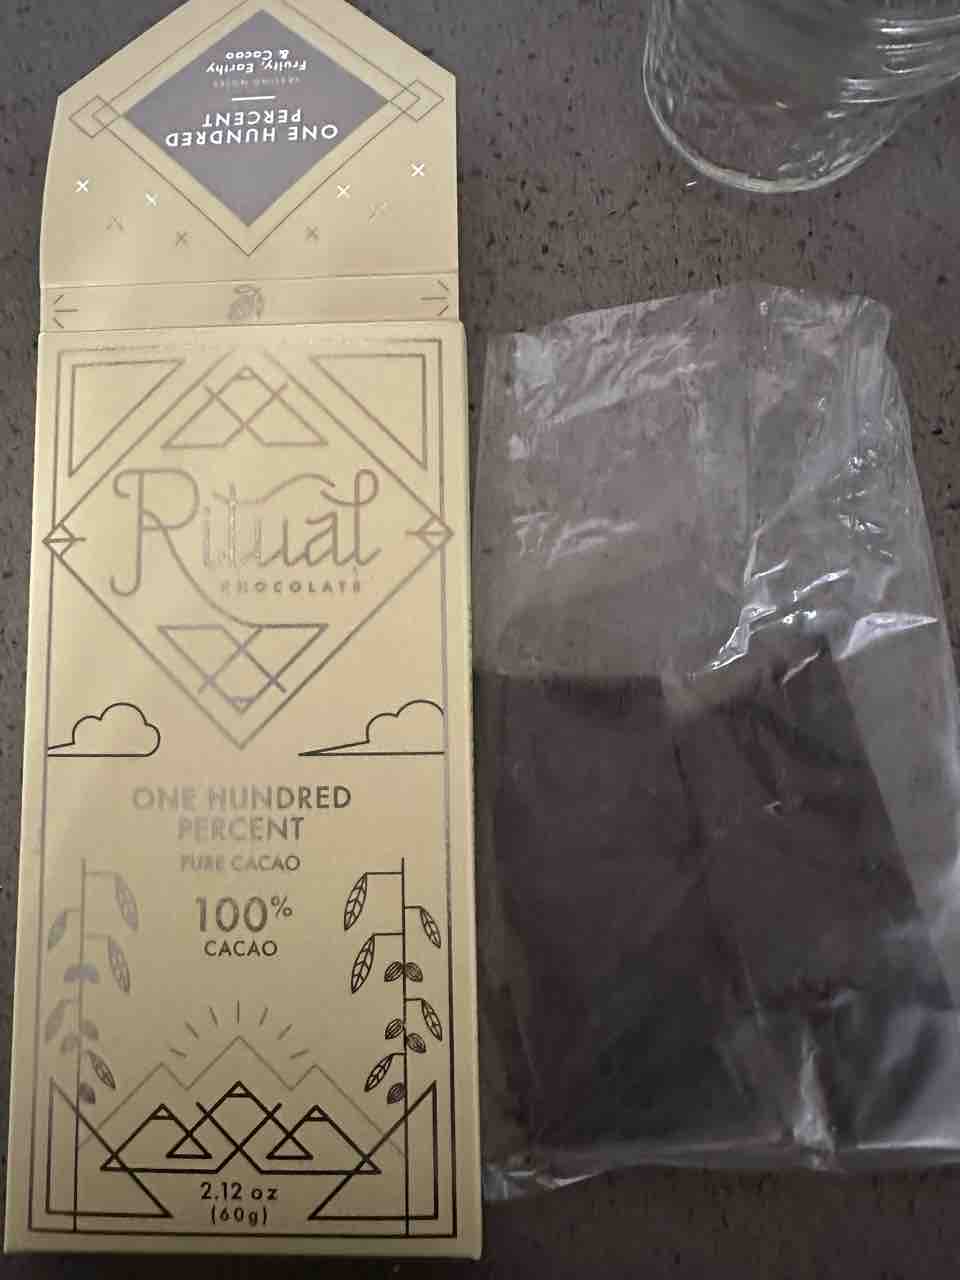 ONE HUNDRED
PERCENT
TASTING NOTES
Fruity, Earthy
& Cacao
Ritual
CHOCOLATE
ONE HUNDRED
PERCENT
PURE CACAO
100%
CACAO
2.12 oz
(60g)